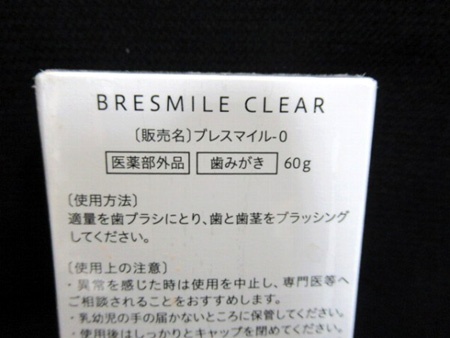 BRESMILE CLEAR
〔販売名〕ブレスマイル-O
医薬部外品 歯みがき 60g
〔使用方法〕
適量を歯ブラシにとり、歯と歯茎をブラッシング
してください。
〔使用上の注意〕
・異常を感じた時は使用を中止し、専門医等へ
ご相談されることをおすすめします。
・乳幼児の手の届かないところに保管してください。
・使用後はしっかりとキャップを閉めてください。